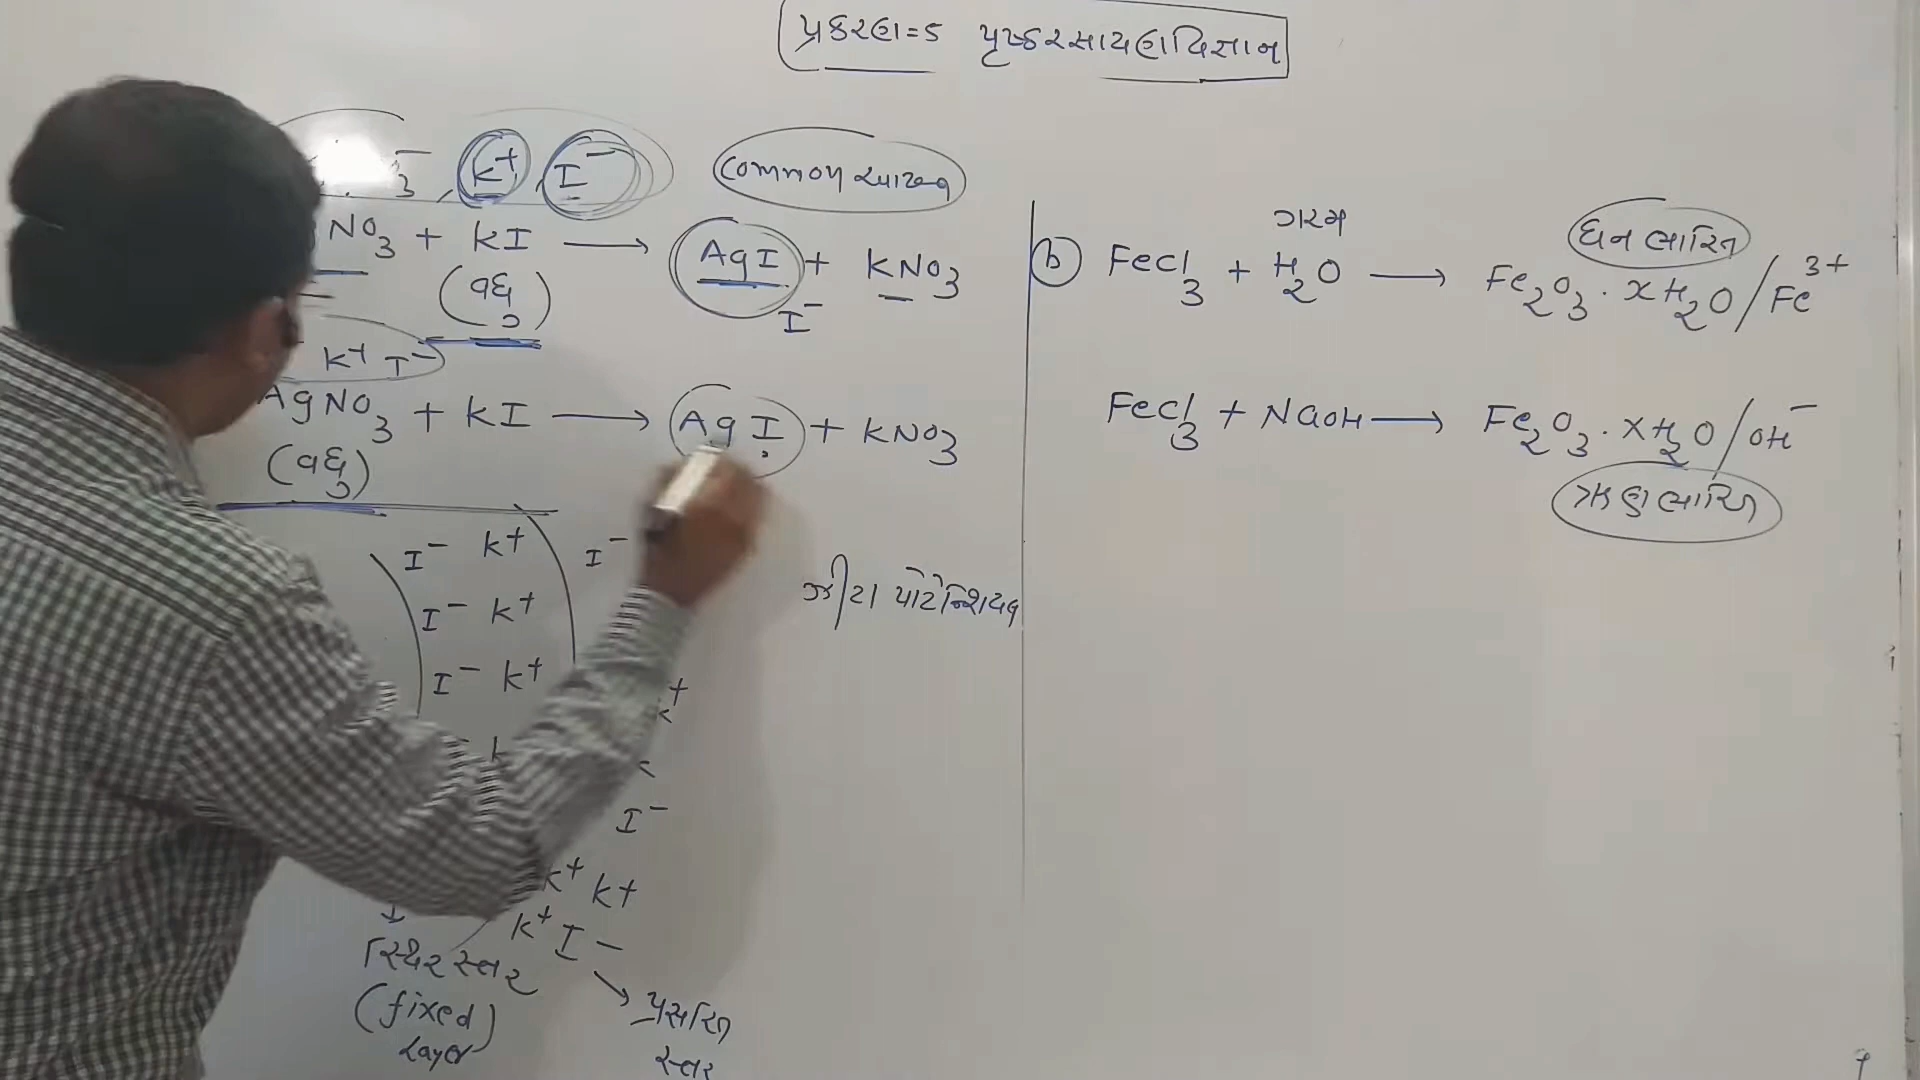 પ્રકરણ=5 પૃષ્ઠરસાયણવિજ્ઞાન
3⁻, K⁺, I⁻
common આયન
NO₃ + KI ⟶ AgI + KNO₃
(વધુ)
I⁻
K⁺ I⁻
AgNO₃ + KI ⟶ AgI + KNO₃
(વધુ)
I⁻ K⁺ I⁻
I⁻ K⁺
I⁻ K⁺
K⁺
I⁻
K⁺ K⁺
K⁺ I⁻
ઝીટા પોટેન્શિયલ
સ્થિર સ્તર
(fixed
Layer)
પ્રસરિત
સ્તર
ગરમ
ધન ભારિત
(b) FeCl₃ + H₂O ⟶ Fe₂O₃·xH₂O/Fe³⁺
FeCl₃ + NaOH ⟶ Fe₂O₃·xH₂O/OH⁻
ઋણ ભારિત